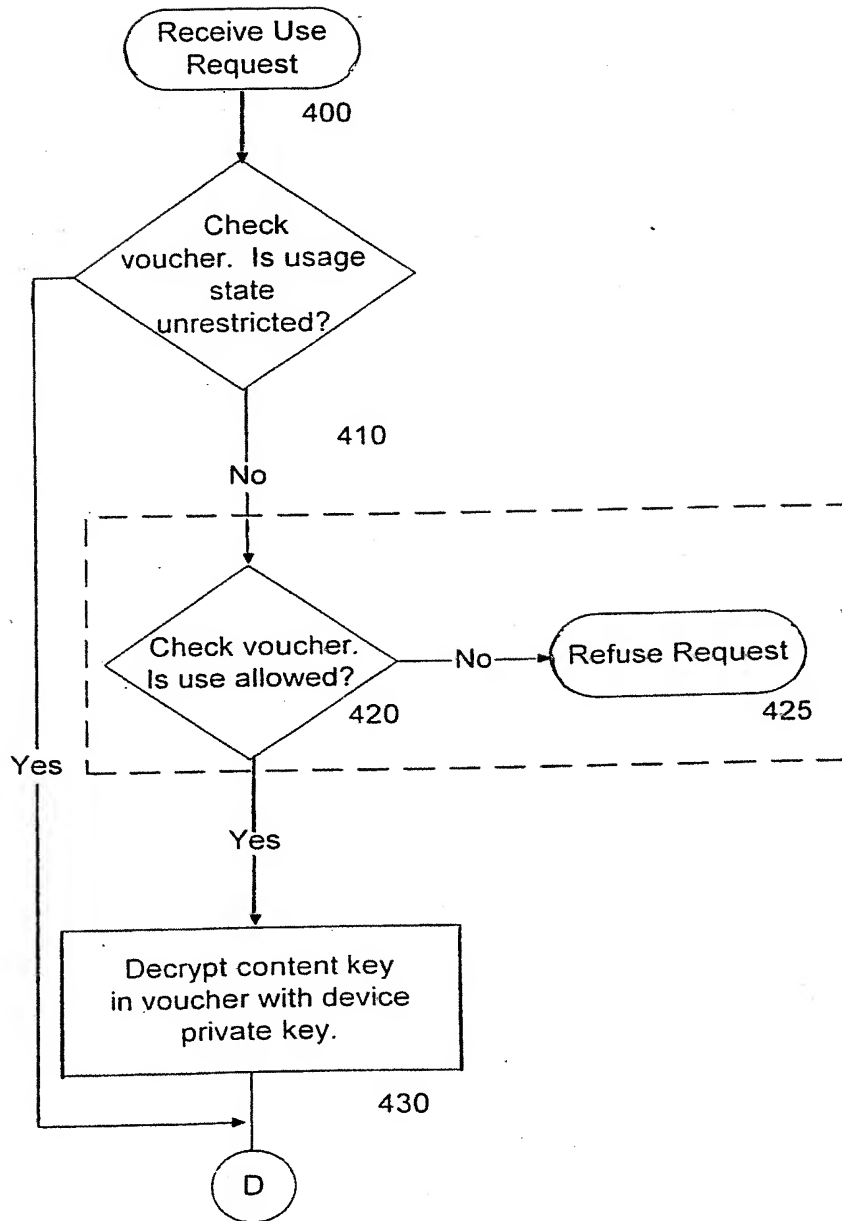 Receive Use
Request
400
Check
voucher. Is usage
state
unrestricted?
410
No
Check voucher.
Is use allowed?
420
No
Refuse Request
425
Yes
Yes
Decrypt content key
in voucher with device
private key.
430
D